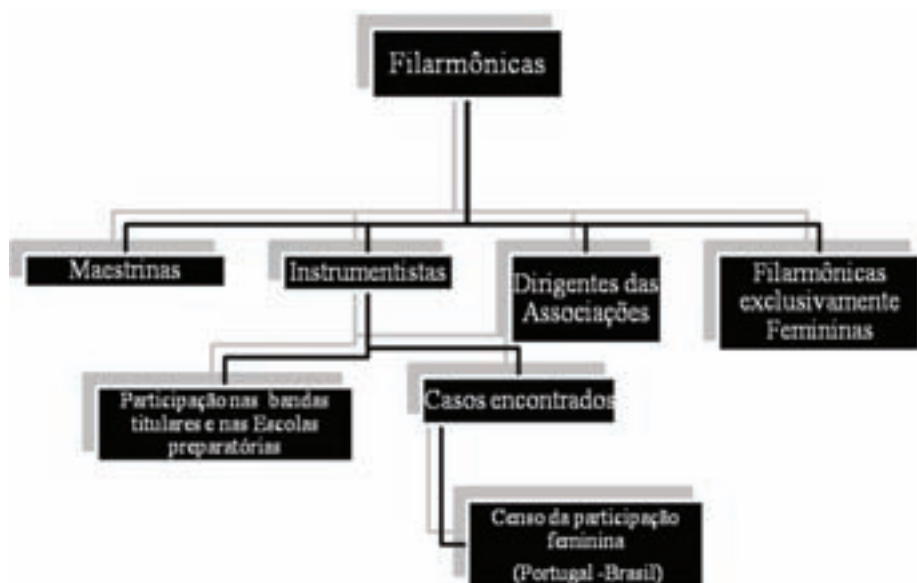 Filarmônicas
Maestrinas
Instrumentistas
Dirigentes das
Associações
Filarmônicas
exclusivamente
Femininas
Participação nas bandas
titulares e nas Escolas
preparatórias
Casos encontrados
Censo da participação
feminina
(Portugal -Brasil)